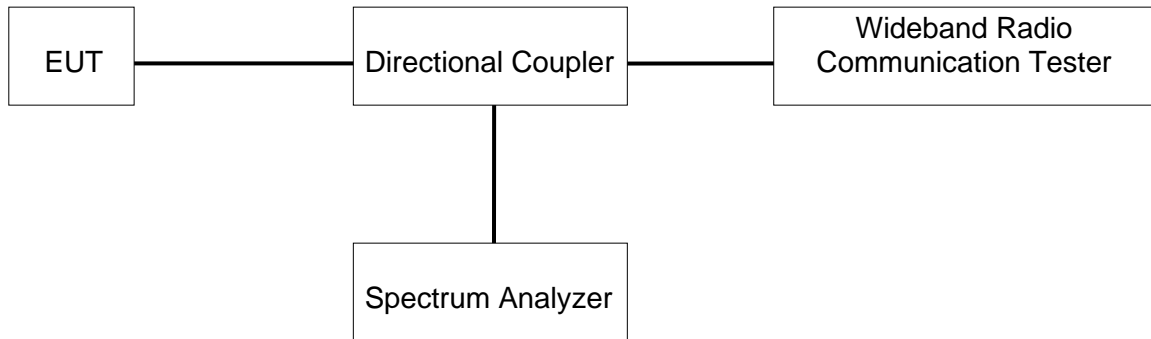 EUT
Directional Coupler
Wideband Radio
Communication Tester
Spectrum Analyzer